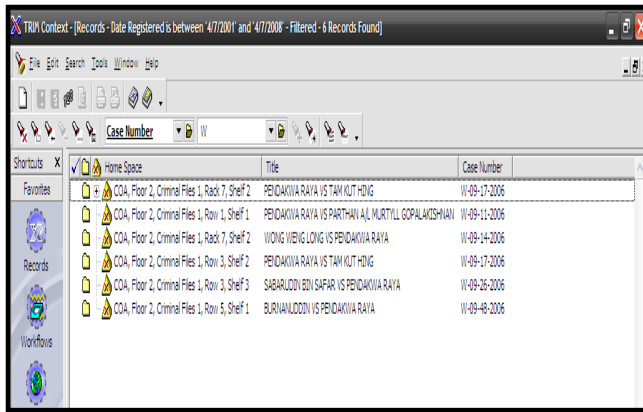 TRIM Context - [Records - Date Registered is between '4/7/2001' and '4/7/2008' - Filtered - 6 Records Found]
File Edit Search Tools Window Help
Case Number W
Shortcuts X Home Space Title Case Number
Favorites
COA, Floor 2, Criminal Files 1, Rack 7, Shelf 2 PENDAKWA RAYA VS TAM KUT HING W-09-17-2006
COA, Floor 2, Criminal Files 1, Row 1, Shelf 1 PENDAKWA RAYA VS PARTHAN A/L MURTYLL GOPALAKISHNAN W-09-11-2006
COA, Floor 2, Criminal Files 1, Rack 7, Shelf 2 WONG WENG LONG VS PENDAKWA RAYA W-09-14-2006
COA, Floor 2, Criminal Files 1, Row 3, Shelf 2 PENDAKWA RAYA VS TAM KUT HING W-09-17-2006
COA, Floor 2, Criminal Files 1, Row 3, Shelf 3 SABARUDIN BIN SAFAR VS PENDAKWA RAYA W-09-26-2006
COA, Floor 2, Criminal Files 1, Row 5, Shelf 1 BURNANUDDIN VS PENDAKWA RAYA W-09-48-2006
Records
Workflows